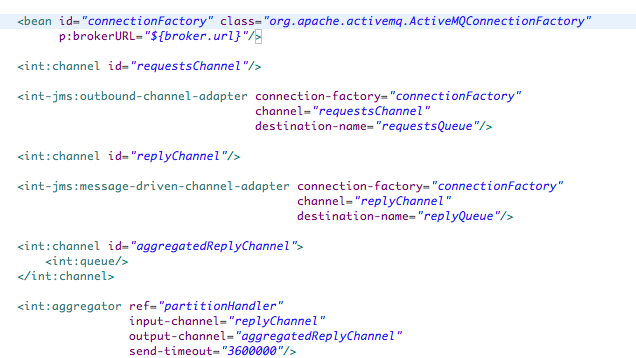 <bean id="connectionFactory" class="org.apache.activemq.ActiveMQConnectionFactory"
p:brokerURL="${broker.url}"/>
<int:channel id="requestsChannel"/>
<int-jms:outbound-channel-adapter connection-factory="connectionFactory"
channel="requestsChannel"
destination-name="requestsQueue"/>
<int:channel id="replyChannel"/>
<int-jms:message-driven-channel-adapter connection-factory="connectionFactory"
channel="replyChannel"
destination-name="replyQueue"/>
<int:channel id="aggregatedReplyChannel">
<int:queue/>
</int:channel>
<int:aggregator ref="partitionHandler"
input-channel="replyChannel"
output-channel="aggregatedReplyChannel"
send-timeout="3600000"/>